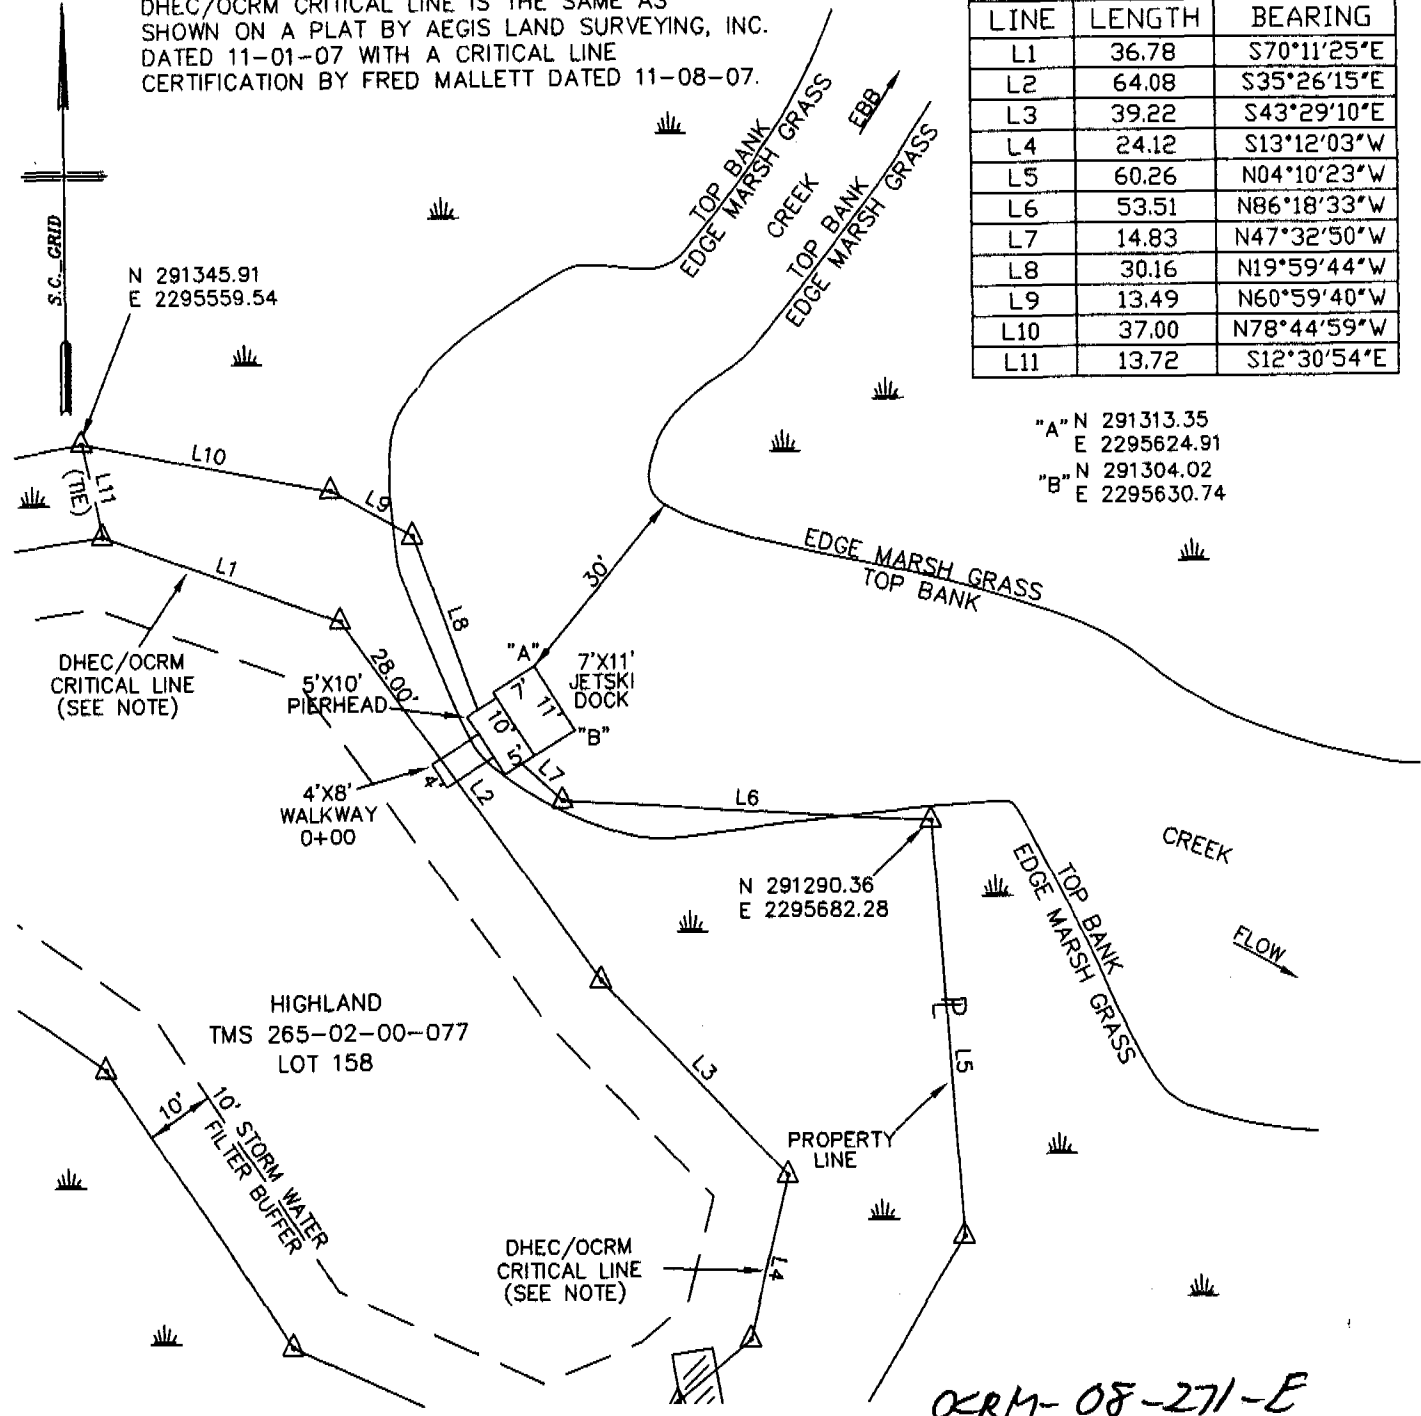 DHEC/OCRM CRITICAL LINE IS THE SAME AS
SHOWN ON A PLAT BY AEGIS LAND SURVEYING, INC.
DATED 11-01-07 WITH A CRITICAL LINE
CERTIFICATION BY FRED MALLETT DATED 11-08-07.
LINE LENGTH BEARING
L1 36.78 S70°11'25"E
L2 64.08 S35°26'15"E
L3 39.22 S43°29'10"E
L4 24.12 S13°12'03"W
L5 60.26 N04°10'23"W
L6 53.51 N86°18'33"W
L7 14.83 N47°32'50"W
L8 30.16 N19°59'44"W
L9 13.49 N60°59'40"W
L10 37.00 N78°44'59"W
L11 13.72 S12°30'54"E
"A" N 291313.35
E 2295624.91
"B" N 291304.02
E 2295630.74
S.C. GRID
N 291345.91
E 2295559.54
TOP BANK
EDGE MARSH GRASS
EBB
CREEK
TOP BANK
EDGE MARSH GRASS
L10
L9
L11
(TIE)
L1
L8
30'
EDGE MARSH GRASS
TOP BANK
DHEC/OCRM
CRITICAL LINE
(SEE NOTE)
28.00'
5'X10'
PIERHEAD
"A"
7'X11'
JETSKI
DOCK
7'
11'
10'
5'
"B"
4'
L2
L7
L6
4'X8'
WALKWAY
0+00
N 291290.36
E 2295682.28
CREEK
FLOW
TOP BANK
EDGE MARSH GRASS
HIGHLAND
TMS 265-02-00-077
LOT 158
L3
PL
L5
PROPERTY
LINE
10'
10' STORM WATER
FILTER BUFFER
DHEC/OCRM
CRITICAL LINE
(SEE NOTE)
L4
OCRM-08-271-E